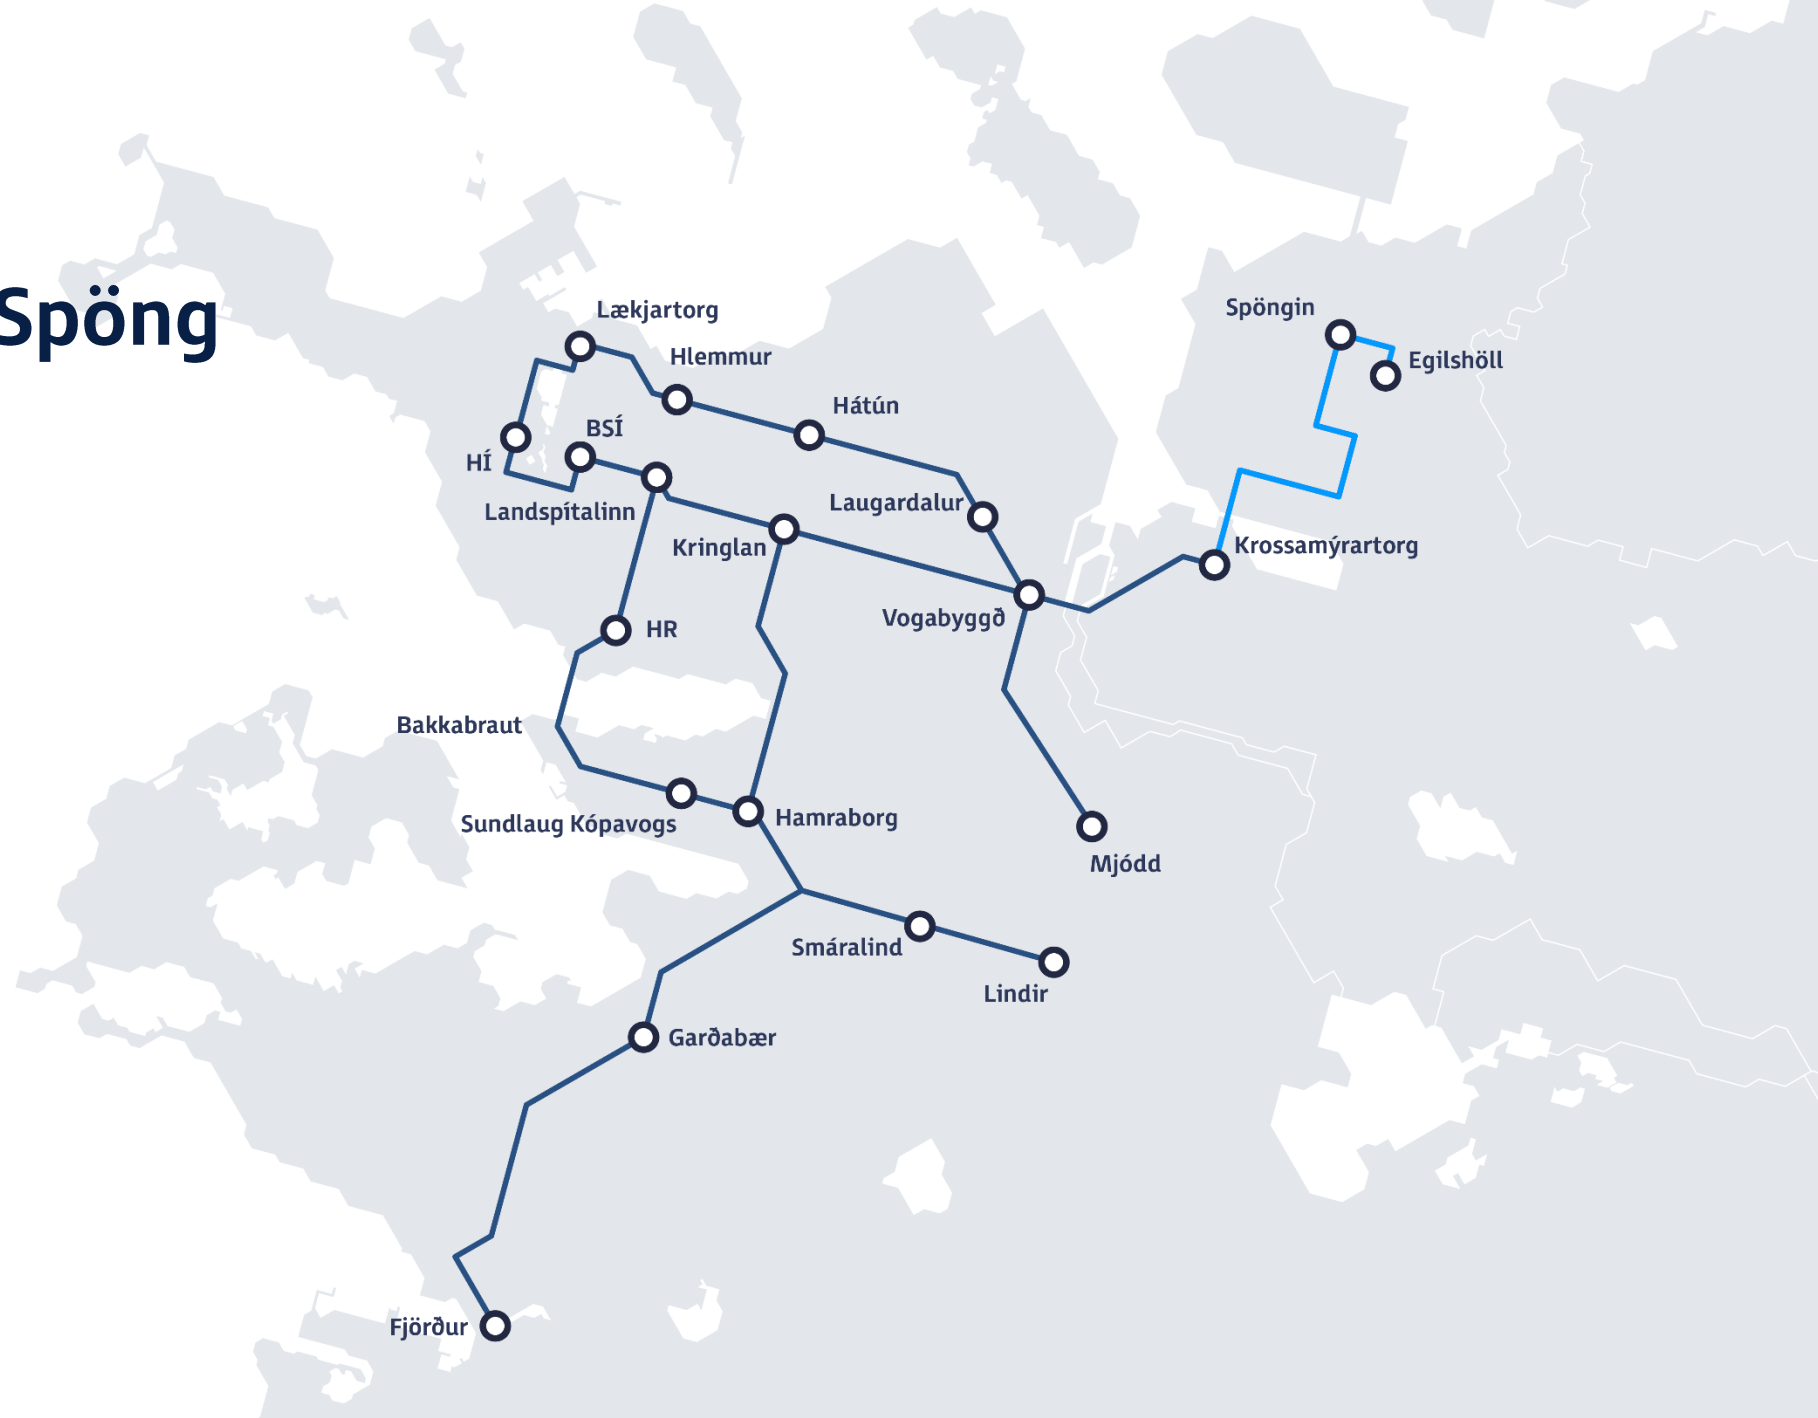 Spöng
Lækjartorg
Spöngin
Hlemmur
Egilshöll
Hátún
BSÍ
HÍ
Laugardalur
Landspítalinn
Kringlan
Krossamýrartorg
Vogabyggð
HR
Bakkabraut
Sundlaug Kópavogs
Hamraborg
Mjódd
Smáralind
Lindir
Garðabær
Fjörður